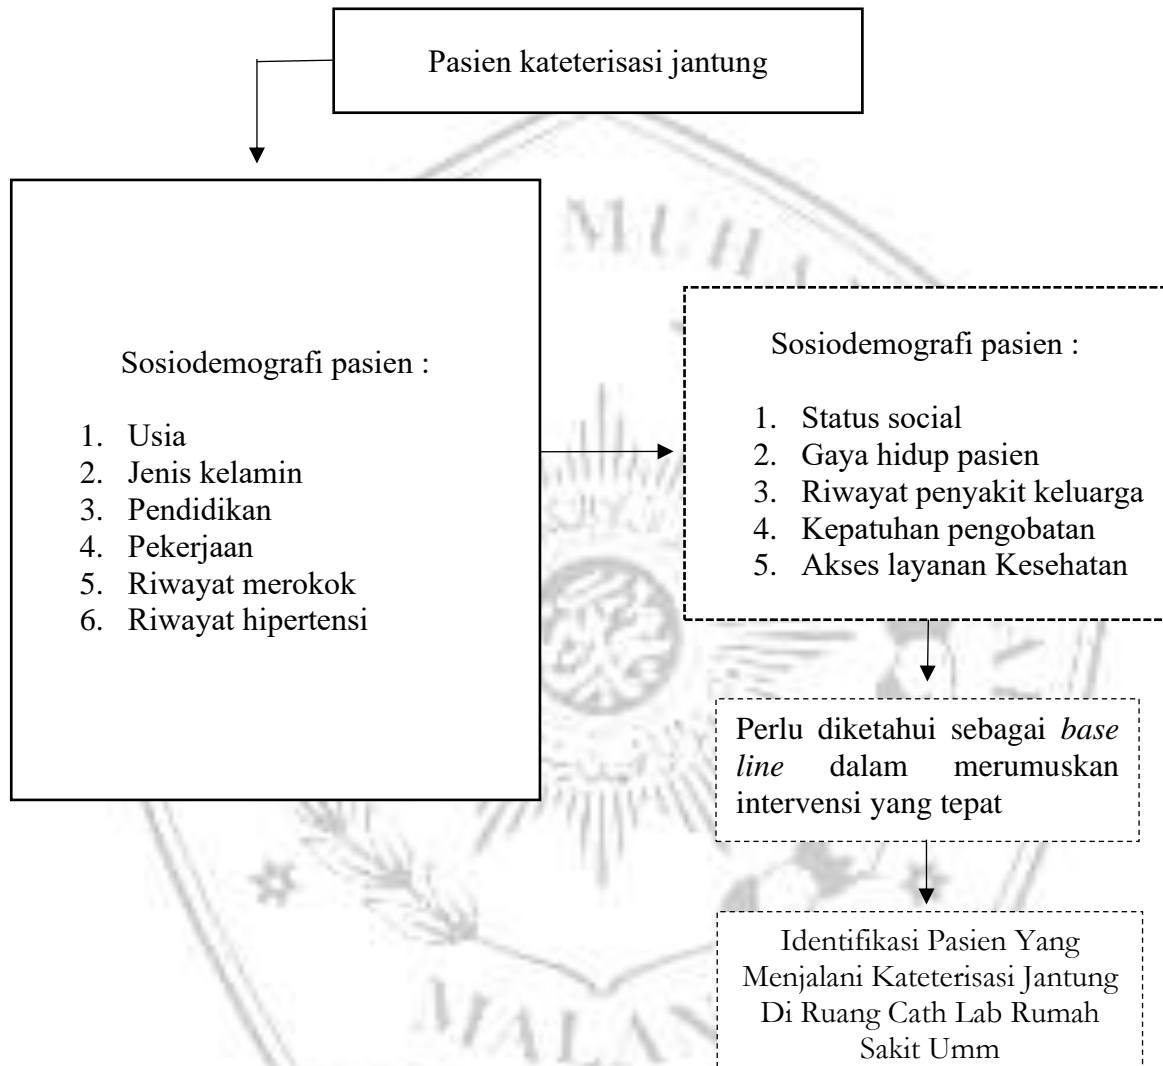 Pasien kateterisasi jantung
MUHA
Sosiodemografi pasien :
1. Usia
2. Jenis kelamin
3. Pendidikan
4. Pekerjaan
5. Riwayat merokok
6. Riwayat hipertensi
Sosiodemografi pasien :
1. Status social
2. Gaya hidup pasien
3. Riwayat penyakit keluarga
4. Kepatuhan pengobatan
5. Akses layanan Kesehatan
Perlu diketahui sebagai base
line dalam merumuskan
intervensi yang tepat
Identifikasi Pasien Yang
Menjalani Kateterisasi Jantung
Di Ruang Cath Lab Rumah
Sakit Umm
MALAN